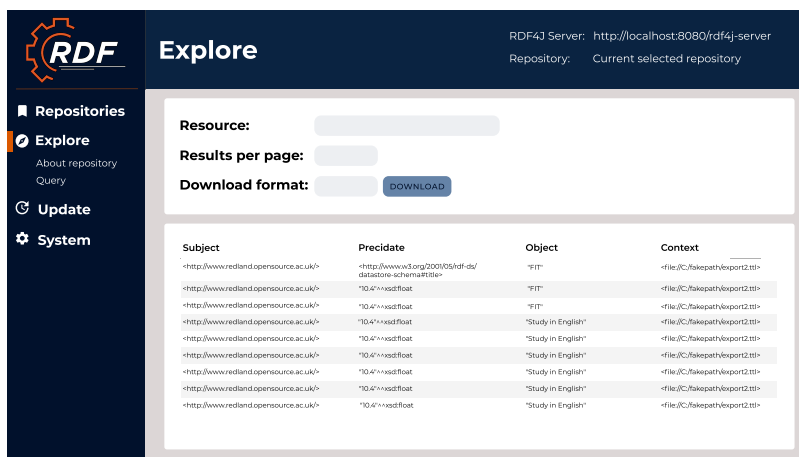 RDF
Explore
RDF4J Server: http://localhost:8080/rdf4j-server
Repository: Current selected repository
Repositories
Explore
About repository
Query
Update
System
Resource:
Results per page:
Download format: DOWNLOAD
Subject Precidate Object Context
<http://www.redland.opensource.ac.uk/> <http://www.w3.org/2001/05/rdf-ds/ "FIT" <file://C:/fakepath/export2.ttl>
datastore-schema#title>
<http://www.redland.opensource.ac.uk/> "10.4"^^xsd:float "FIT" <file://C:/fakepath/export2.ttl>
<http://www.redland.opensource.ac.uk/> "10.4"^^xsd:float "FIT" <file://C:/fakepath/export2.ttl>
<http://www.redland.opensource.ac.uk/> "10.4"^^xsd:float "Study in English" <file://C:/fakepath/export2.ttl>
<http://www.redland.opensource.ac.uk/> "10.4"^^xsd:float "Study in English" <file://C:/fakepath/export2.ttl>
<http://www.redland.opensource.ac.uk/> "10.4"^^xsd:float "Study in English" <file://C:/fakepath/export2.ttl>
<http://www.redland.opensource.ac.uk/> "10.4"^^xsd:float "Study in English" <file://C:/fakepath/export2.ttl>
<http://www.redland.opensource.ac.uk/> "10.4"^^xsd:float "Study in English" <file://C:/fakepath/export2.ttl>
<http://www.redland.opensource.ac.uk/> "10.4"^^xsd:float "Study in English" <file://C:/fakepath/export2.ttl>